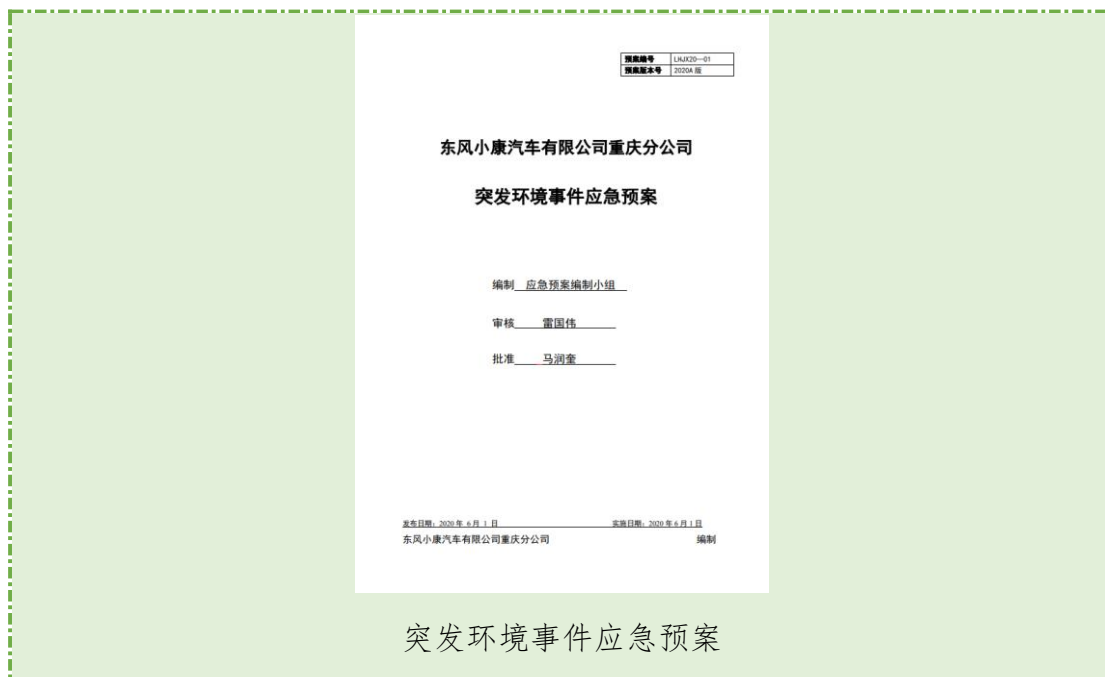 预案编号 LHJX20—01
预案版本号 2020A 版
东风小康汽车有限公司重庆分公司
突发环境事件应急预案
编制 应急预案编制小组
审核 雷国伟
批准 马润奎
发布日期：2020 年 6 月 1 日 实施日期：2020 年 6 月 1 日
东风小康汽车有限公司重庆分公司 编制
突发环境事件应急预案